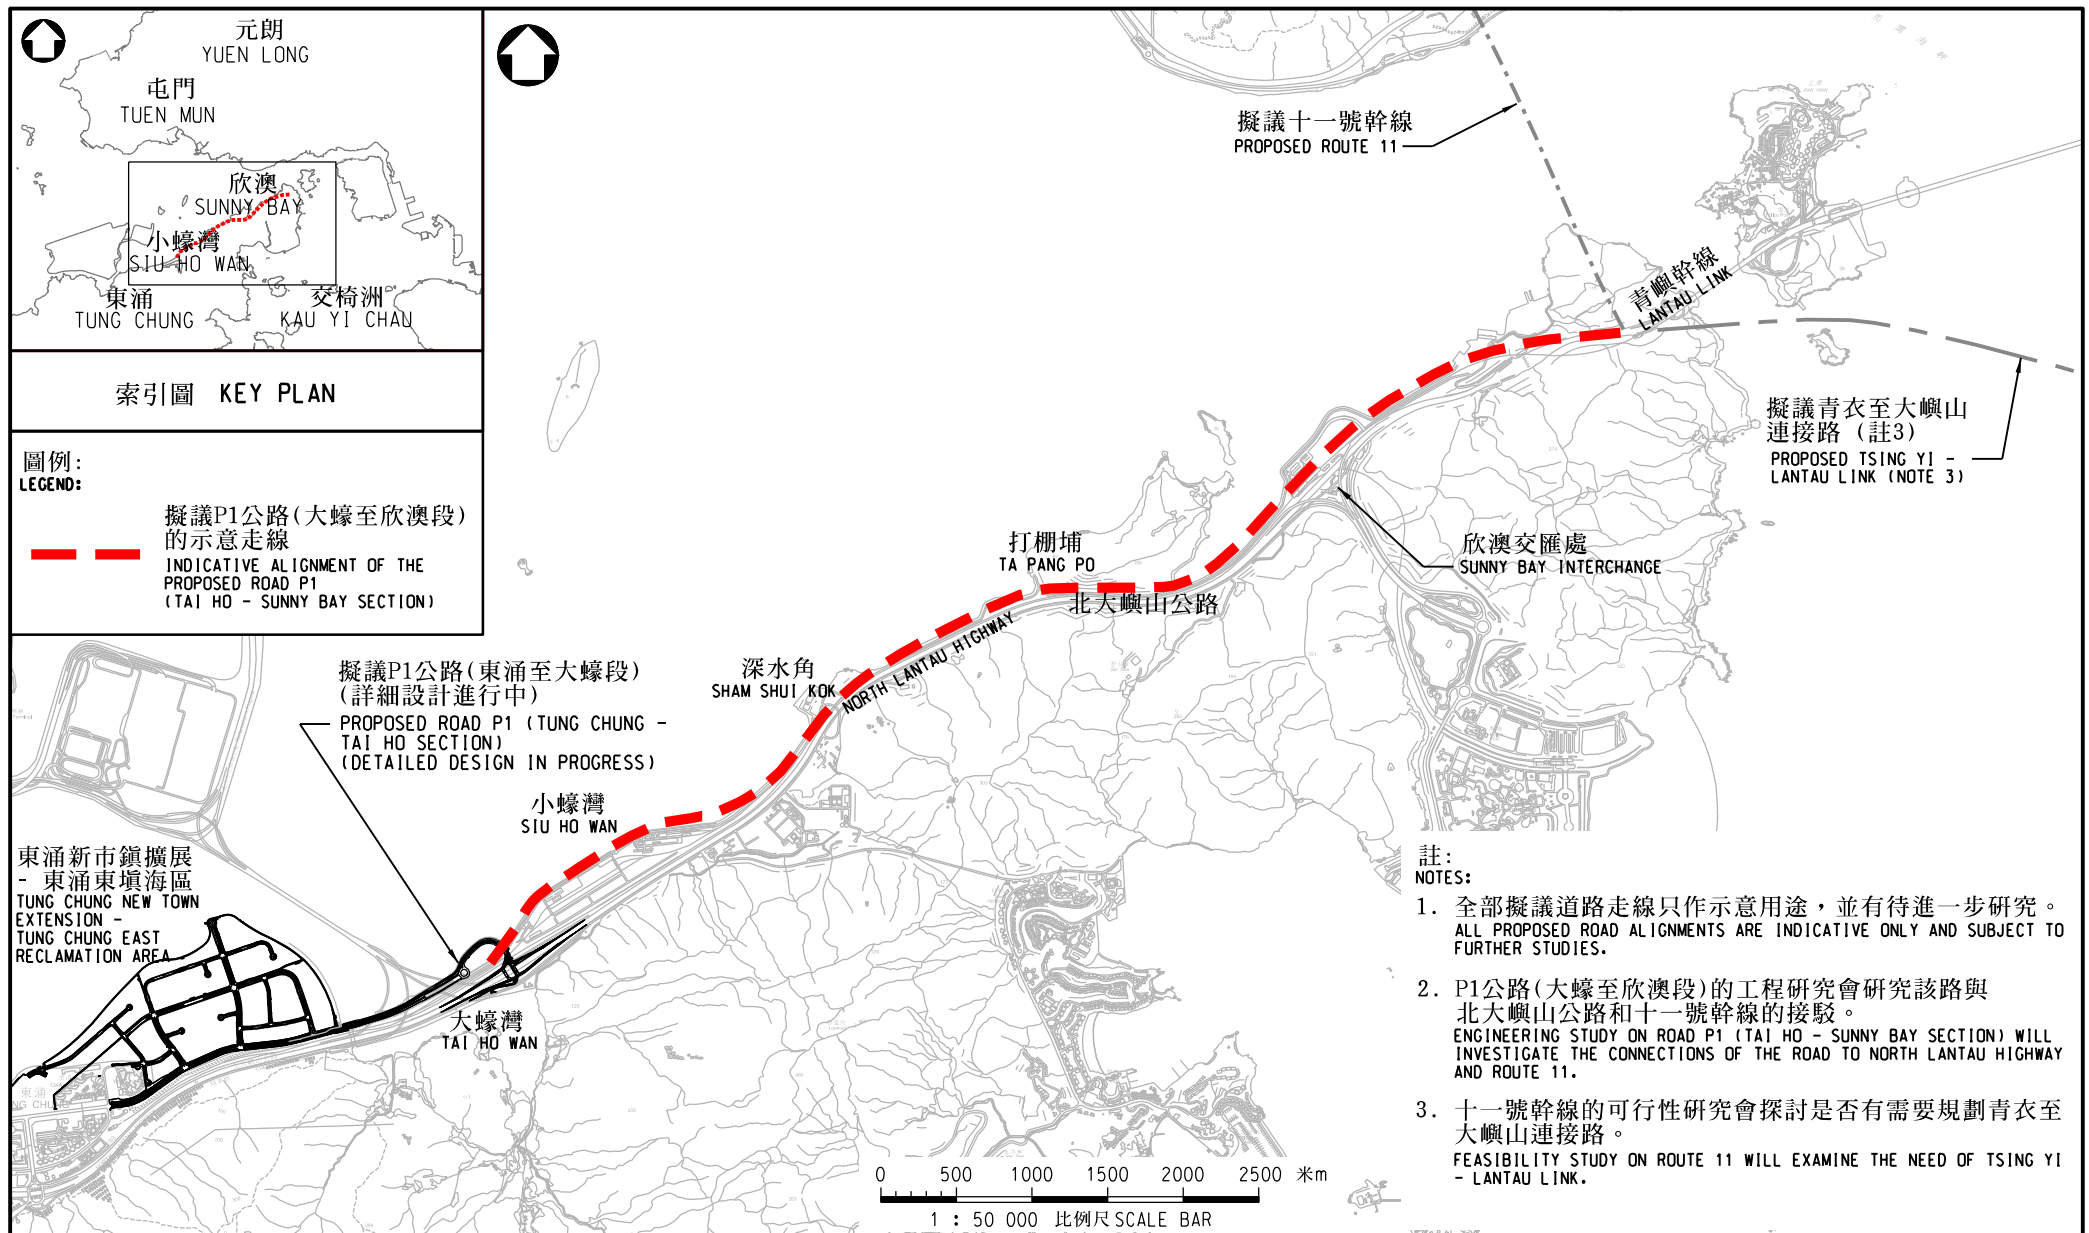 元朗
YUEN LONG
屯門
TUEN MUN
欣澳
SUNNY BAY
小蠔灣
SIU HO WAN
東涌
TUNG CHUNG
交椅洲
KAU YI CHAU
索引圖 KEY PLAN
圖例:
LEGEND:
擬議P1公路(大蠔至欣澳段)
的示意走線
INDICATIVE ALIGNMENT OF THE
PROPOSED ROAD P1
(TAI HO - SUNNY BAY SECTION)
擬議十一號幹線
PROPOSED ROUTE 11
青嶼幹線
LANTAU LINK
擬議青衣至大嶼山
連接路 (註3)
PROPOSED TSING YI -
LANTAU LINK (NOTE 3)
欣澳交匯處
SUNNY BAY INTERCHANGE
打棚埔
TA PANG PO
北大嶼山公路
NORTH LANTAU HIGHWAY
深水角
SHAM SHUI KOK
擬議P1公路(東涌至大蠔段)
(詳細設計進行中)
PROPOSED ROAD P1 (TUNG CHUNG -
TAI HO SECTION)
(DETAILED DESIGN IN PROGRESS)
小蠔灣
SIU HO WAN
東涌新市鎮擴展
- 東涌東填海區
TUNG CHUNG NEW TOWN
EXTENSION -
TUNG CHUNG EAST
RECLAMATION AREA
大蠔灣
TAI HO WAN
東涌
註:
NOTES:
1. 全部擬議道路走線只作示意用途，並有待進一步研究。
ALL PROPOSED ROAD ALIGNMENTS ARE INDICATIVE ONLY AND SUBJECT TO
FURTHER STUDIES.
2. P1公路(大蠔至欣澳段)的工程研究會研究該路與
北大嶼山公路和十一號幹線的接駁。
ENGINEERING STUDY ON ROAD P1 (TAI HO - SUNNY BAY SECTION) WILL
INVESTIGATE THE CONNECTIONS OF THE ROAD TO NORTH LANTAU HIGHWAY
AND ROUTE 11.
3. 十一號幹線的可行性研究會探討是否有需要規劃青衣至
大嶼山連接路。
FEASIBILITY STUDY ON ROUTE 11 WILL EXAMINE THE NEED OF TSING YI
- LANTAU LINK.
0 500 1000 1500 2000 2500 米m
1 : 50 000 比例尺 SCALE BAR